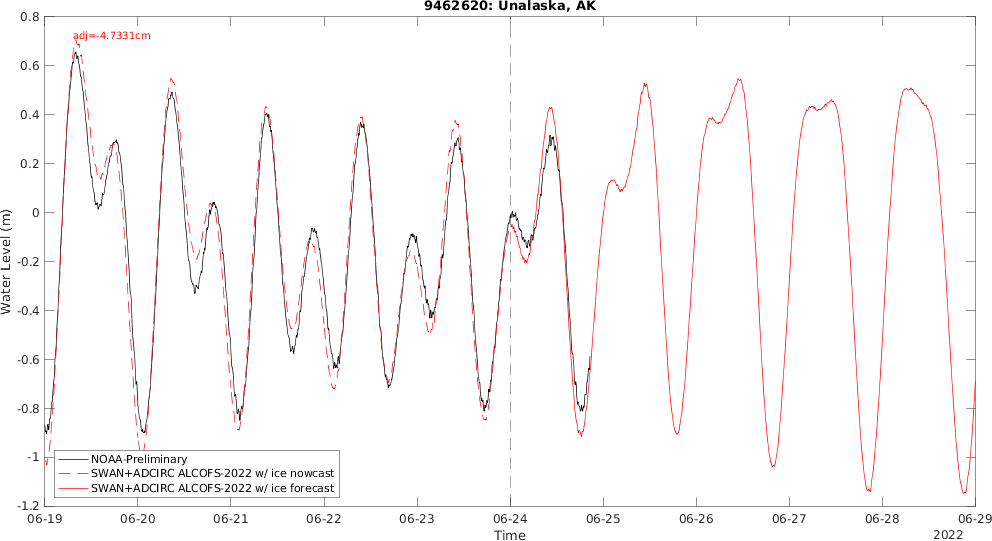 9462620: Unalaska, AK
adj=-4.7331cm
Water Level (m)
0.8
0.6
0.4
0.2
0
-0.2
-0.4
-0.6
-0.8
-1
-1.2
NOAA-Preliminary
SWAN+ADCIRC ALCOFS-2022 w/ ice nowcast
SWAN+ADCIRC ALCOFS-2022 w/ ice forecast
06-19 06-20 06-21 06-22 06-23 06-24 06-25 06-26 06-27 06-28 06-29
Time
2022